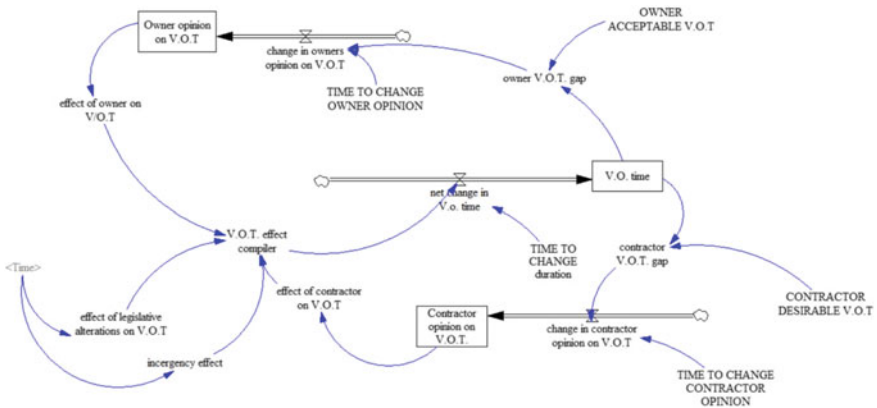 Owner opinion
on V.O.T
change in owners
opinion on V.O.T
OWNER
ACCEPTABLE V.O.T
TIME TO CHANGE
OWNER OPINION
owner V.O.T. gap
effect of owner on
V/O.T
V.O. time
net change in
V.o. time
V.O.T. effect
compiler
TIME TO
CHANGE
duration
contractor
V.O.T. gap
<Time>
effect of legislative
alterations on V.O.T
effect of contractor
on V.O.T
Contractor
opinion on
V.O.T.
change in contractor
opinion on V.O.T
CONTRACTOR
DESIRABLE V.O.T
incergency effect
TIME TO CHANGE
CONTRACTOR
OPINION